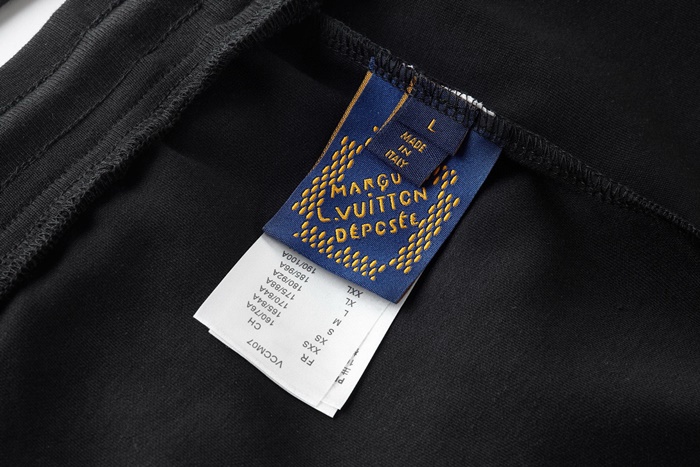 L
MADE
IN
ITALY
MARQU
L.VUITTON
DÉPOSÉE
VCCM07
FR CH
XXS 160/76A
XS 165/84A
S 170/84A
M 175/88A
L 180/92A
XL 185/96A
XXL 190/100A